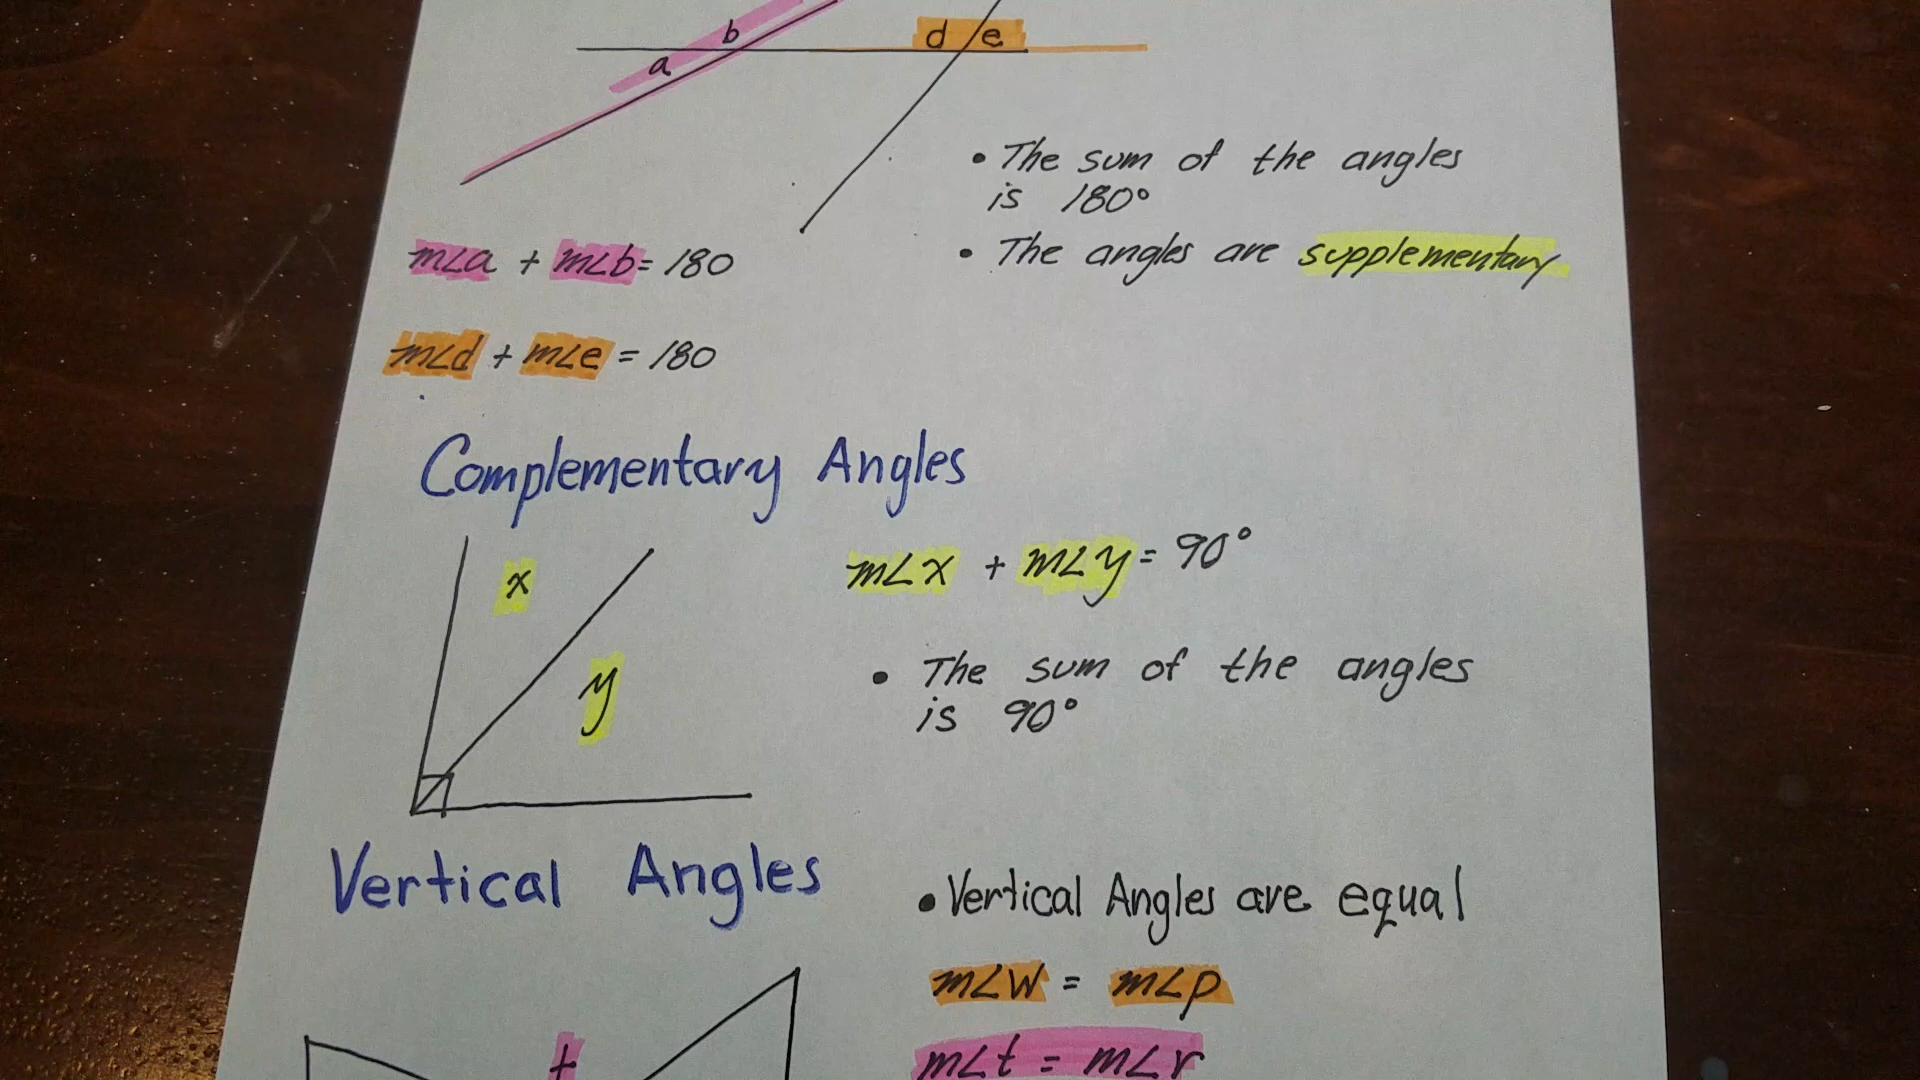 b
d e
a
• The sum of the angles
is 180°
• The angles are supplementary
m∠a + m∠b = 180
m∠d + m∠e = 180
Complementary Angles
x
y
m∠x + m∠y = 90°
• The sum of the angles
is 90°
Vertical Angles
• Vertical Angles are equal
m∠w = m∠p
m∠t = m∠r
t